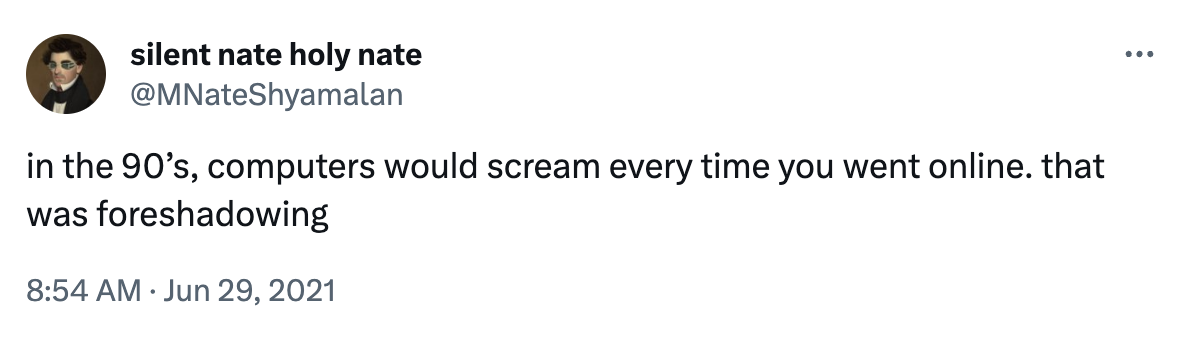 silent nate holy nate
@MNateShyamalan
in the 90’s, computers would scream every time you went online. that
was foreshadowing
8:54 AM · Jun 29, 2021